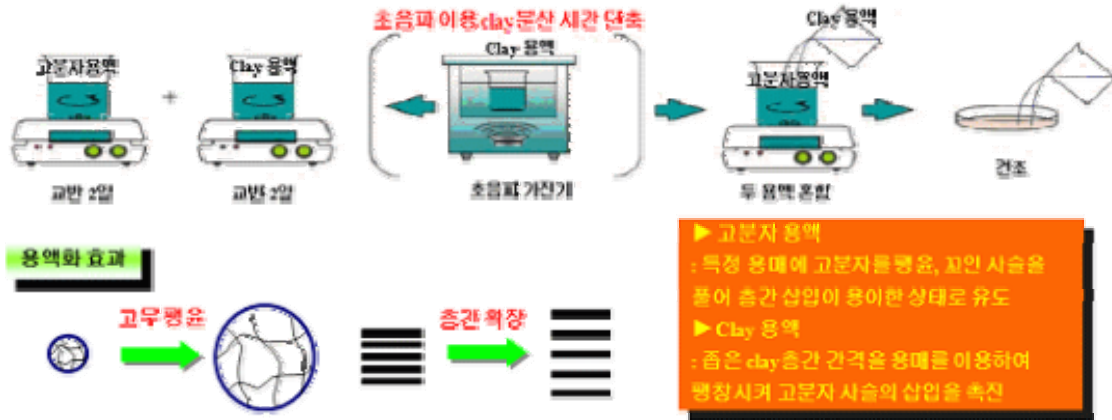 초음파 이용 clay 분산 시간 단축
고분자용액
+
Clay 용액
Clay 용액
Clay 용액
고분자용액
교반 2일
교반 2일
초음파 가진기
두 용액 혼합
건조
용액화 효과
고무 팽윤
층간 확장
▶ 고분자 용액
: 특정 용매에 고분자를 팽윤, 꼬인 사슬을
풀어 층간 삽입이 용이한 상태로 유도
▶ Clay 용액
: 좁은 clay층간 간격을 용매를 이용하여
팽창시켜 고분자 사슬의 삽입을 촉진